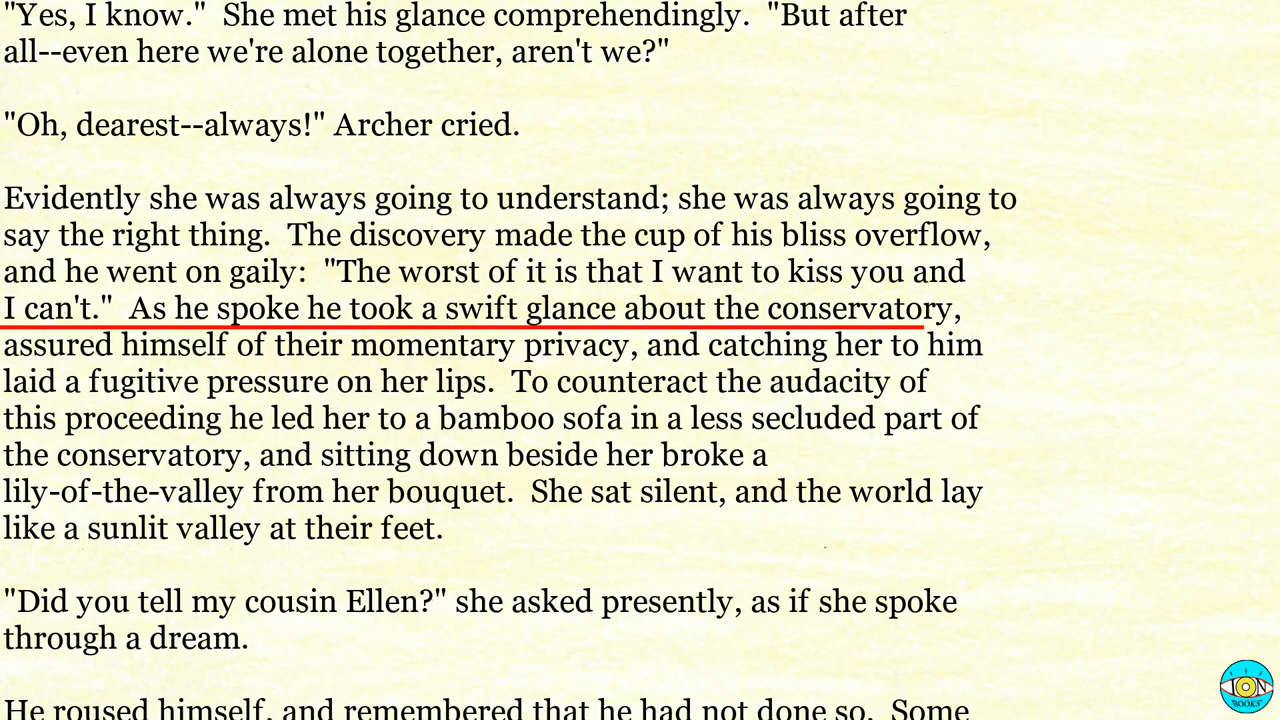 "Yes, I know."  She met his glance comprehendingly.  "But after
all--even here we're alone together, aren't we?"
"Oh, dearest--always!" Archer cried.
Evidently she was always going to understand; she was always going to
say the right thing.  The discovery made the cup of his bliss overflow,
and he went on gaily:  "The worst of it is that I want to kiss you and
I can't."  As he spoke he took a swift glance about the conservatory,
assured himself of their momentary privacy, and catching her to him
laid a fugitive pressure on her lips.  To counteract the audacity of
this proceeding he led her to a bamboo sofa in a less secluded part of
the conservatory, and sitting down beside her broke a
lily-of-the-valley from her bouquet.  She sat silent, and the world lay
like a sunlit valley at their feet.
"Did you tell my cousin Ellen?" she asked presently, as if she spoke
through a dream.
He roused himself, and remembered that he had not done so.  Some
ION
BOOKS